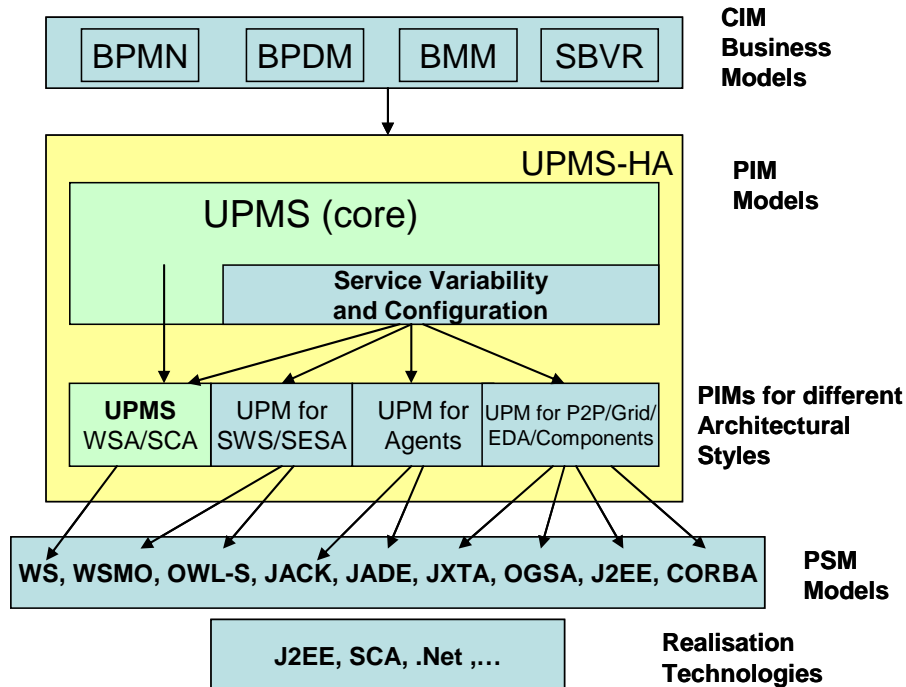 BPMN
BPDM
BMM
SBVR
CIM
Business
Models
UPMS-HA
PIM
Models
UPMS (core)
Service Variability
and Configuration
UPMS
WSA/SCA
UPM for
SWS/SESA
UPM for
Agents
UPM for P2P/Grid/
EDA/Components
PIMs for different
Architectural
Styles
WS, WSMO, OWL-S, JACK, JADE, JXTA, OGSA, J2EE, CORBA
PSM
Models
J2EE, SCA, .Net ,...
Realisation
Technologies